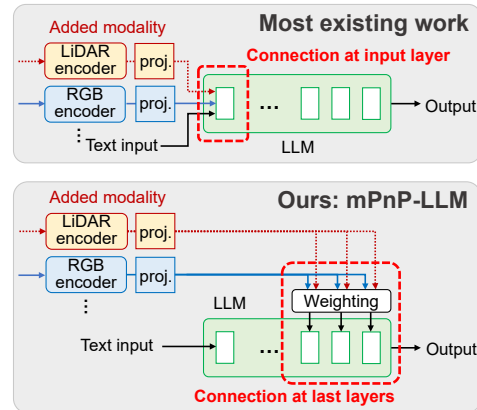 Most existing work
Added modality
LiDAR
encoder
proj.
Connection at input layer
RGB
encoder
proj.
...
...
Output
Text input
LLM
Ours: mPnP-LLM
Added modality
LiDAR
encoder
proj.
RGB
encoder
proj.
...
LLM
Weighting
Text input
...
Output
Connection at last layers